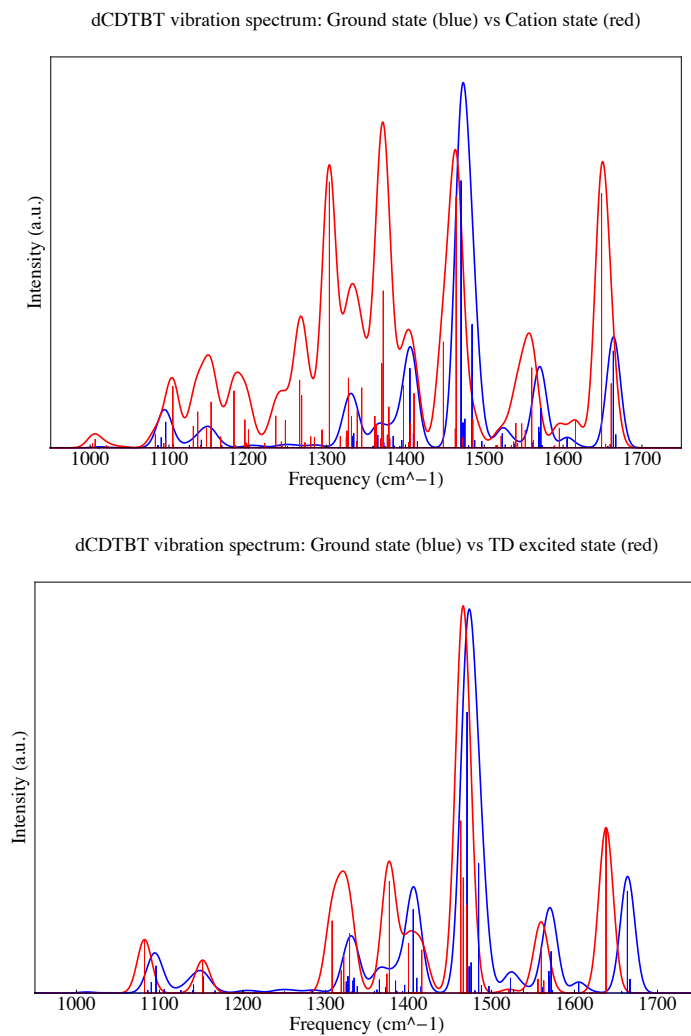 dCDTBT vibration spectrum: Ground state (blue) vs Cation state (red)
Intensity (a.u.)
1000 1100 1200 1300 1400 1500 1600 1700
Frequency (cm^−1)
dCDTBT vibration spectrum: Ground state (blue) vs TD excited state (red)
Intensity (a.u.)
1000 1100 1200 1300 1400 1500 1600 1700
Frequency (cm^−1)